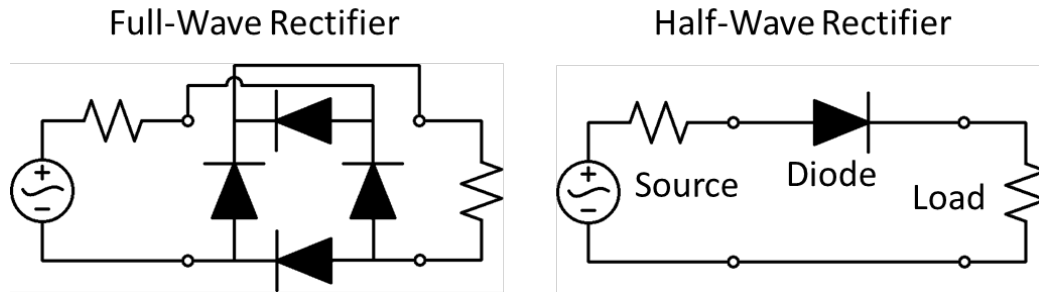 Full-Wave Rectifier
Half-Wave Rectifier
+
−
+
−
Source
Diode
Load